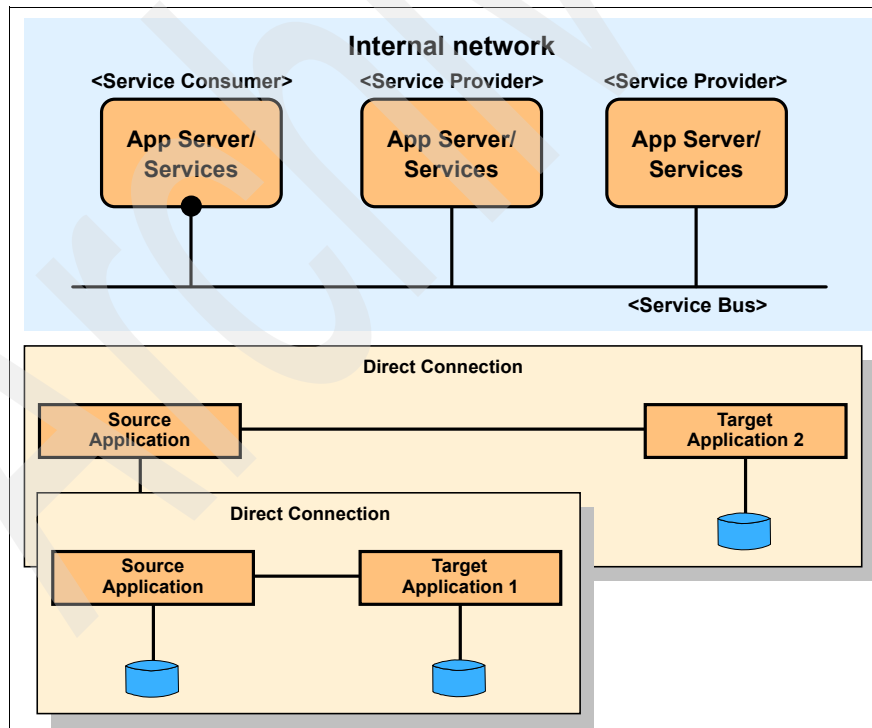 Internal network
<Service Consumer>
<Service Provider>
<Service Provider>
App Server/
Services
App Server/
Services
App Server/
Services
<Service Bus>
Direct Connection
Source
Application
Target
Application 2
Direct Connection
Source
Application
Target
Application 1